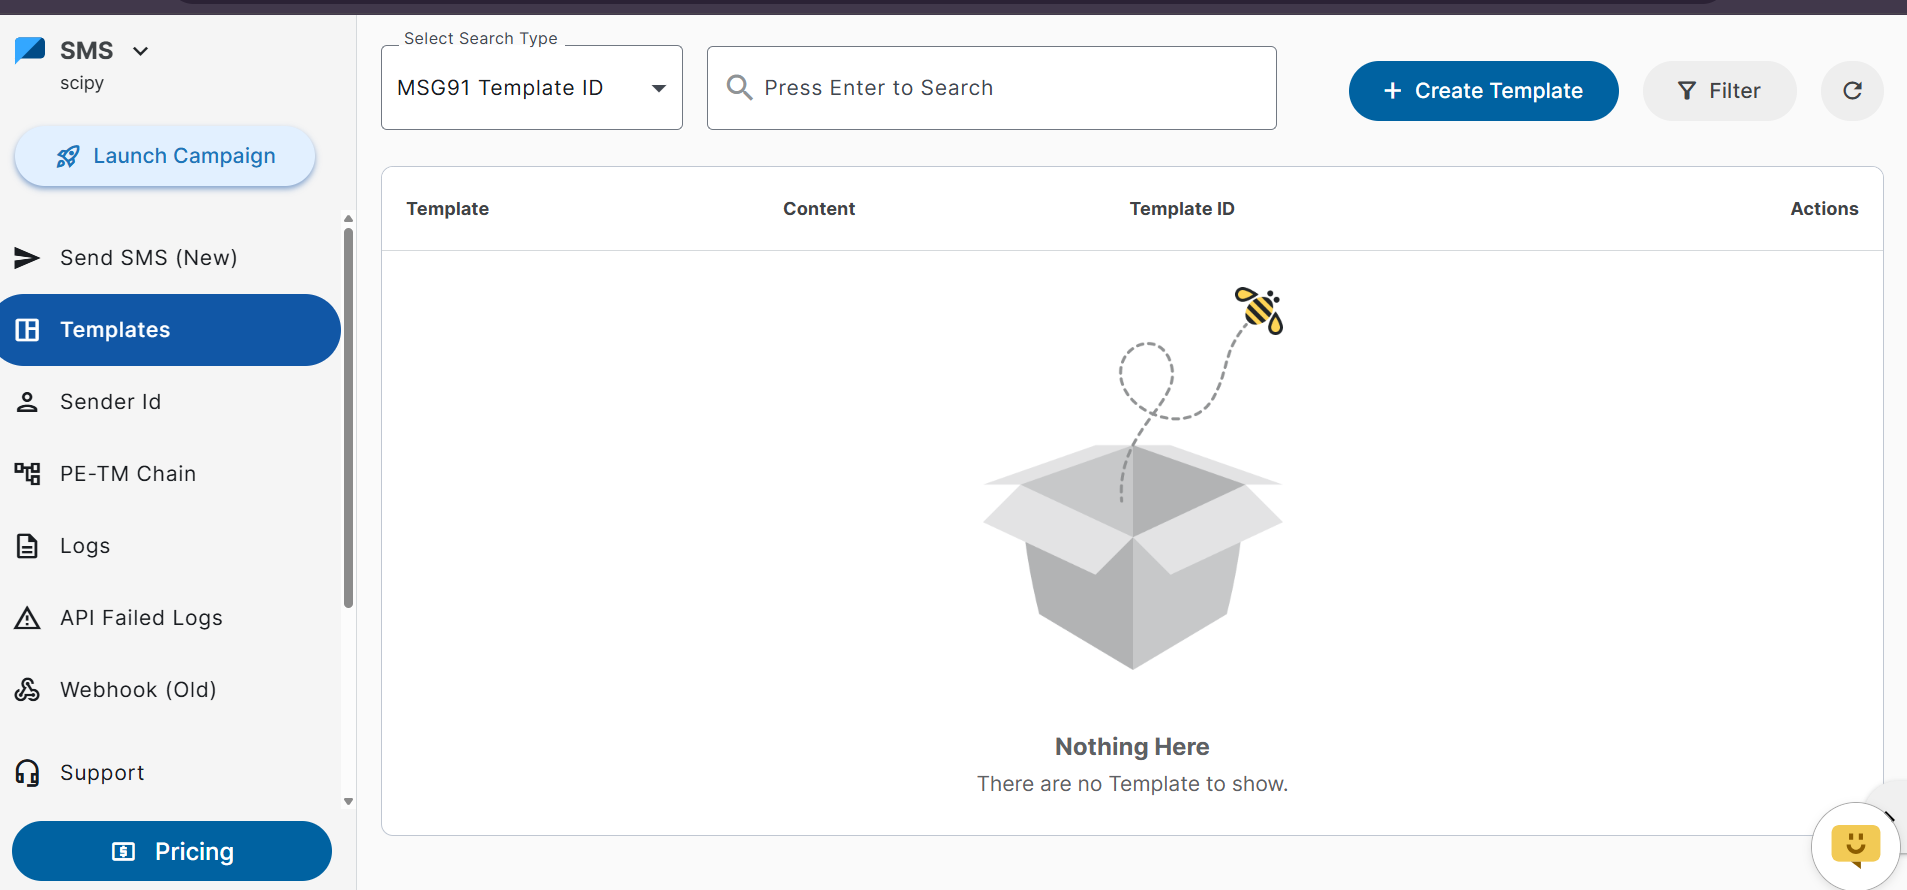 SMS
scipy
Launch Campaign
Send SMS (New)
Templates
Sender Id
PE-TM Chain
Logs
API Failed Logs
Webhook (Old)
Support
Pricing
Select Search Type
MSG91 Template ID
Press Enter to Search
+ Create Template
Filter
Template Content Template ID Actions
Nothing Here
There are no Template to show.